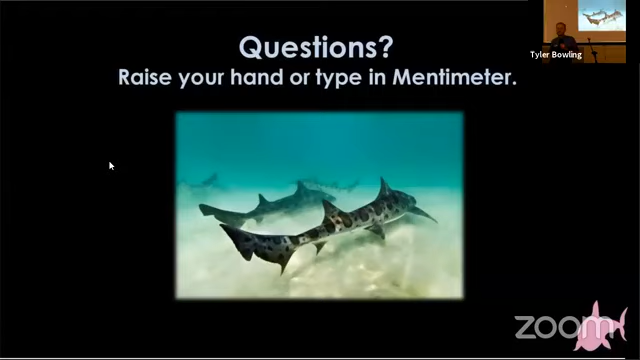 Questions?
Raise your hand or type in Mentimeter.
Tyler Bowling
zoom